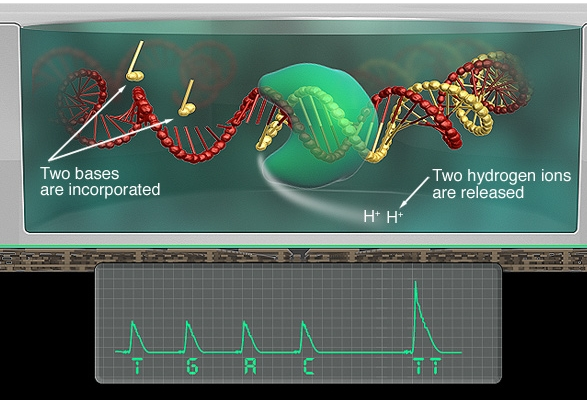 Two bases
are incorporated
Two hydrogen ions
are released
H⁺ H⁺
T G A C TT